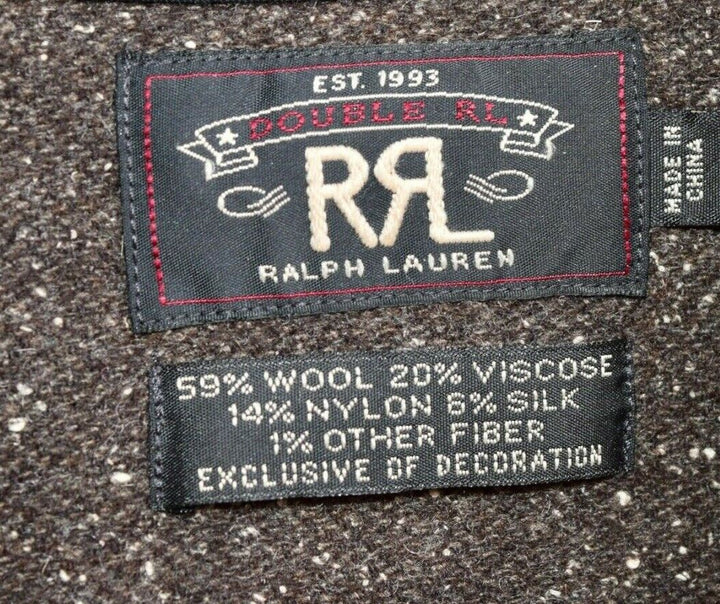 EST. 1993
DOUBLE RL
RRL
RALPH LAUREN
MADE IN
CHINA
59% WOOL 20% VISCOSE
14% NYLON 6% SILK
1% OTHER FIBER
EXCLUSIVE OF DECORATION